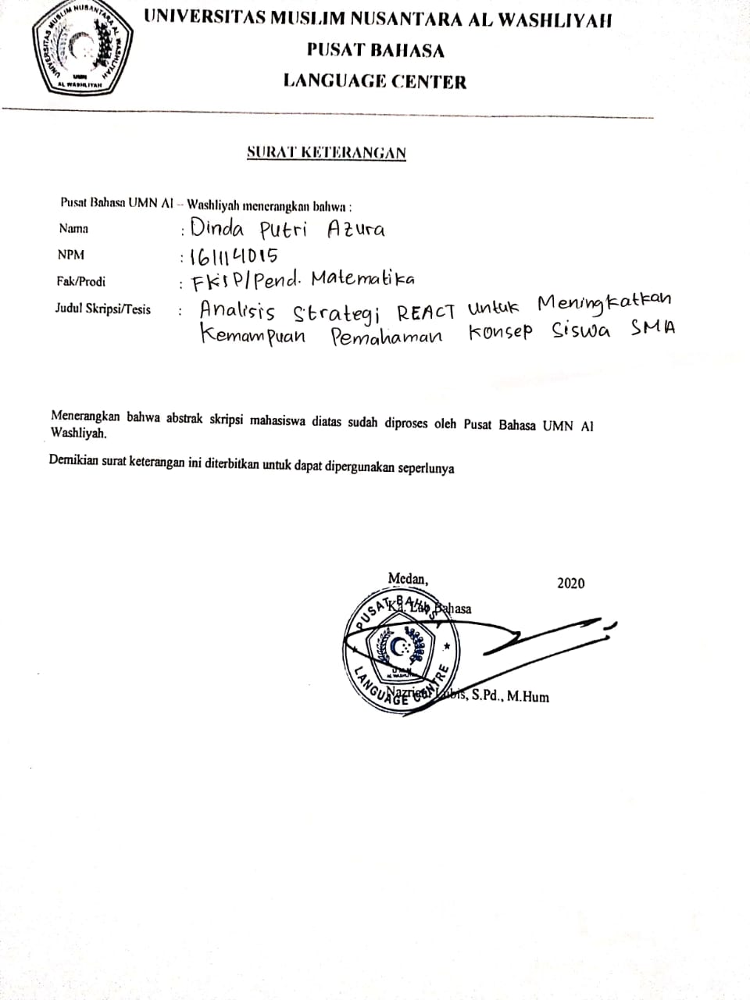 UNIVERSITAS MUSLIM NUSANTARA AL WASHLIYAH
PUSAT BAHASA
LANGUAGE CENTER
UNIVERSITAS MUSLIM NUSANTARA AL WASHLIYAH
UMN
AL WASHLIYAH
SURAT KETERANGAN
Pusat Bahasa UMN Al – Washliyah menerangkan bahwa :
Nama : Dinda Putri Azura
NPM : 161114015
Fak/Prodi : FKIP/Pend. Matematika
Judul Skripsi/Tesis : Analisis Strategi REACT untuk Meningkatkan
Kemampuan Pemahaman Konsep Siswa SMA
Menerangkan bahwa abstrak skripsi mahasiswa diatas sudah diproses oleh Pusat Bahasa UMN Al
Washliyah.
Demikian surat keterangan ini diterbitkan untuk dapat dipergunakan seperlunya
Medan, 2020
Ka. Lab Bahasa
PUSAT BAHASA
LANGUAGE CENTRE
Lubis, S.Pd., M.Hum